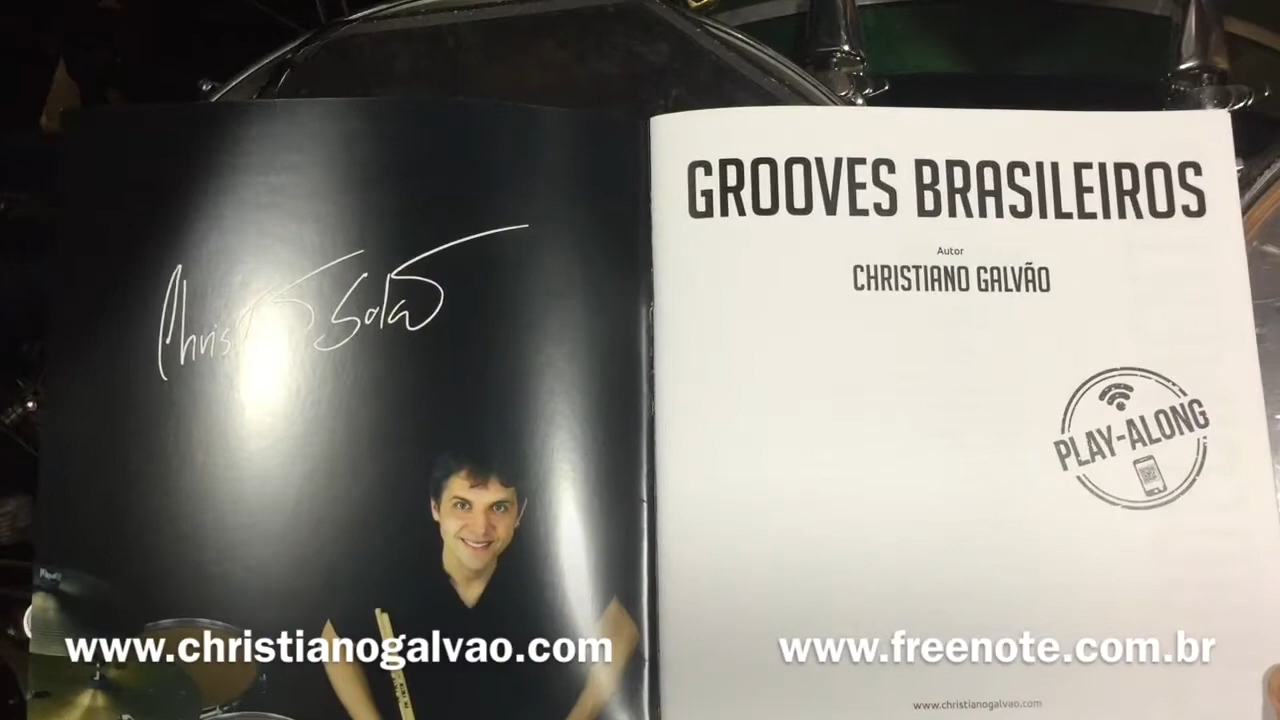 GROOVES BRASILEIROS
Autor
CHRISTIANO GALVÃO
PLAY-ALONG
www.christianogalvao.com
www.freenote.com.br
www.christianogalvao.com